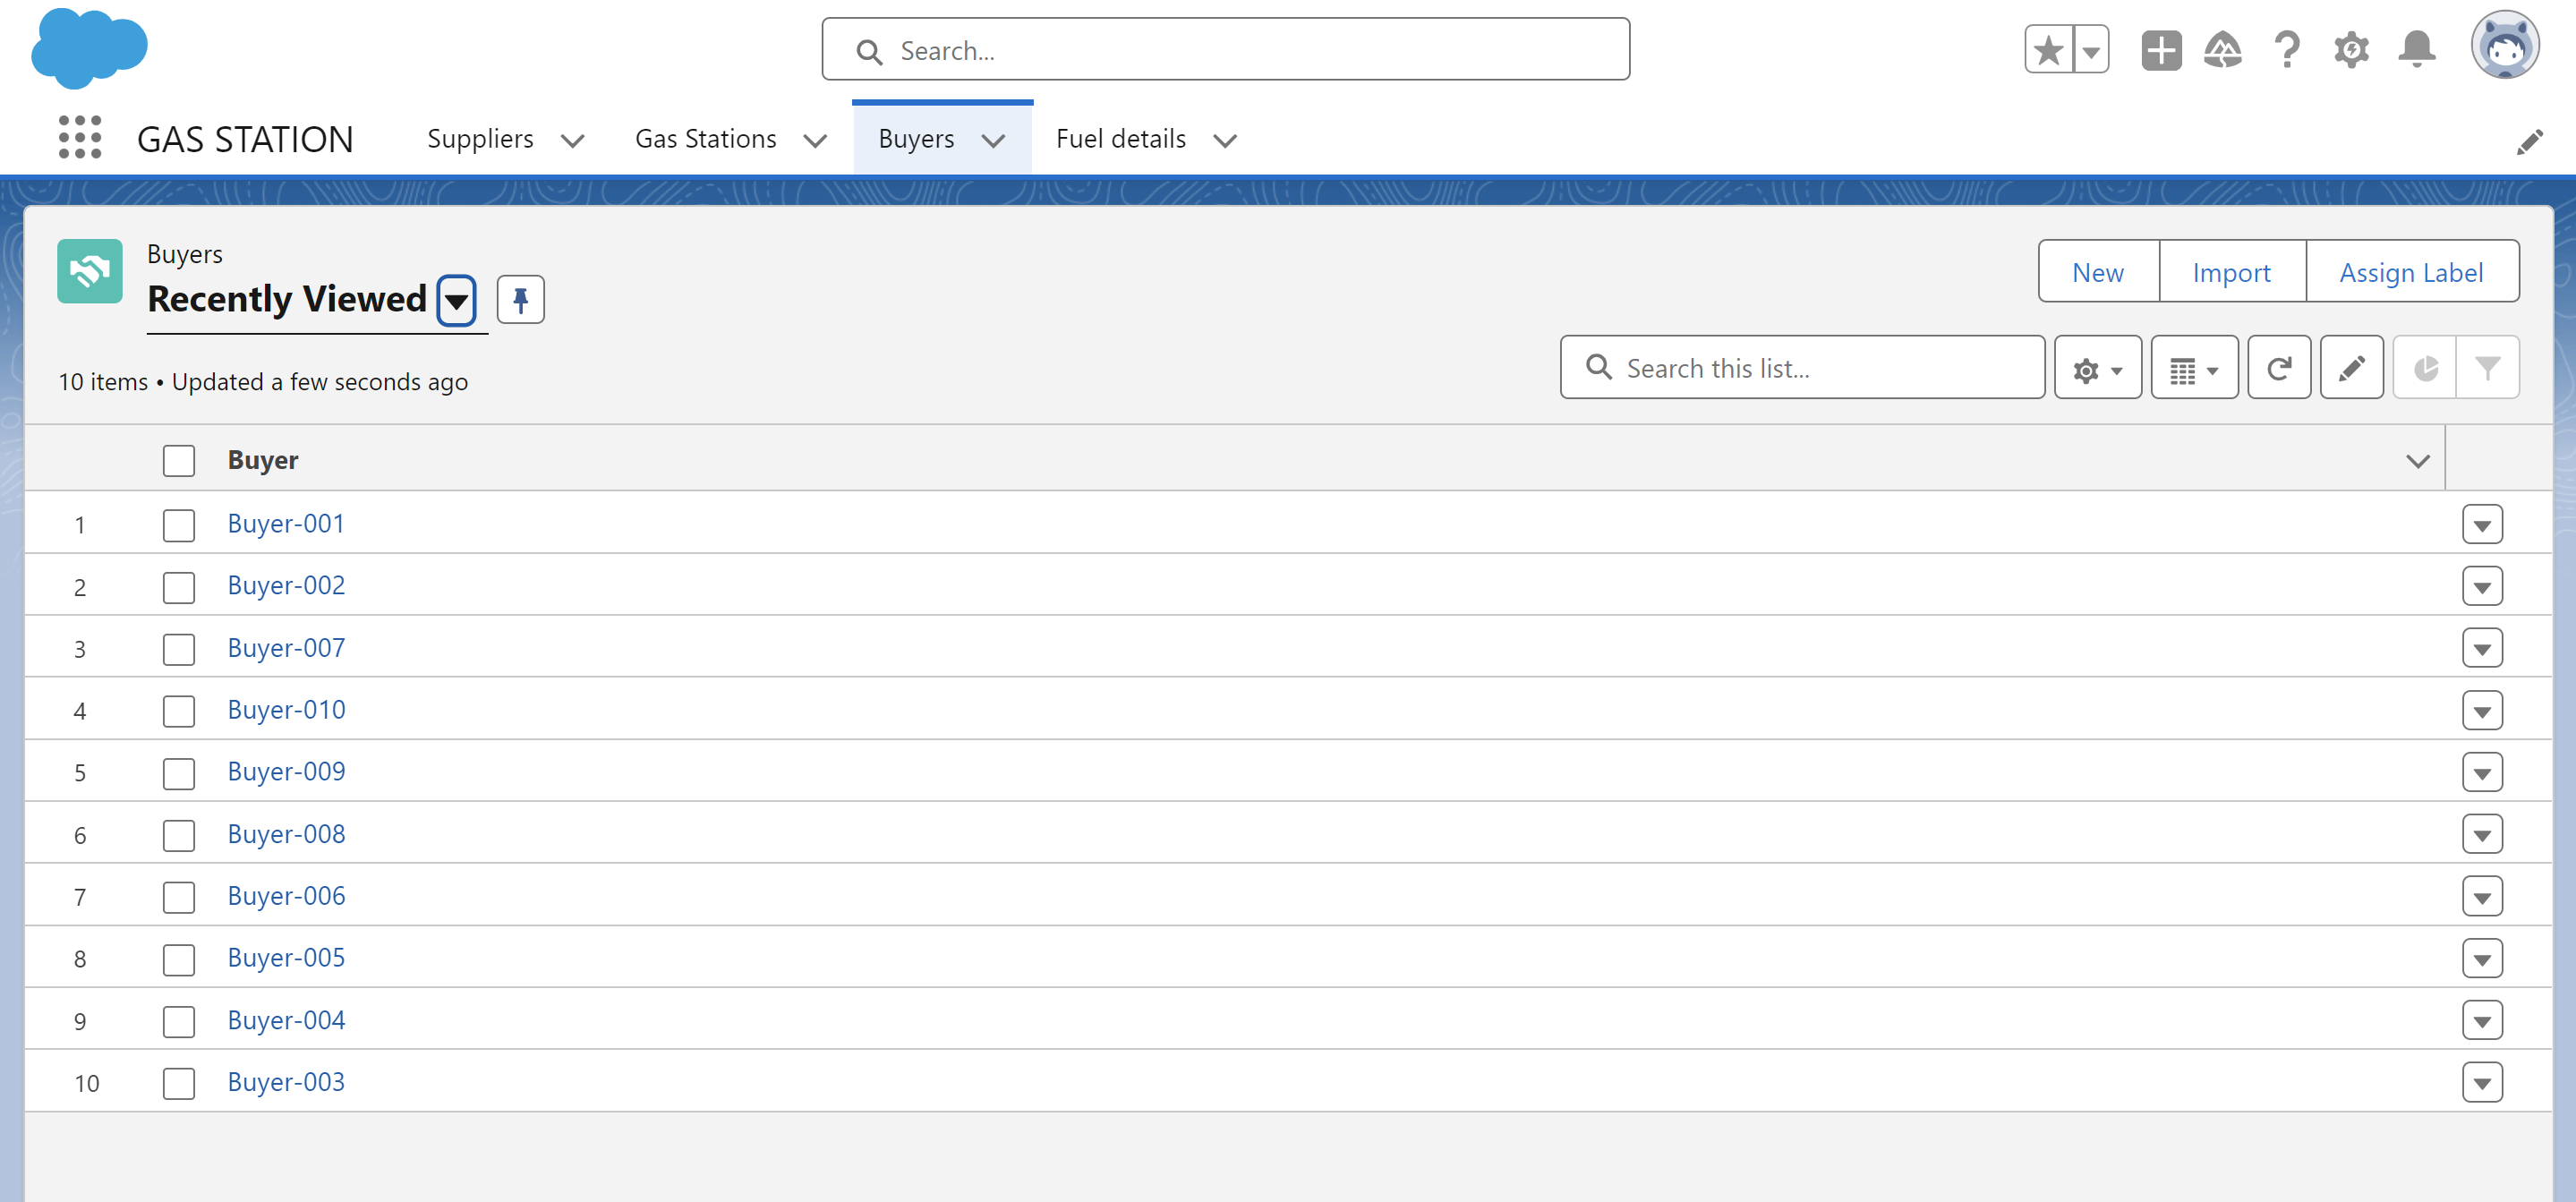 Search...
GAS STATION
Suppliers
Gas Stations
Buyers
Fuel details
Buyers
Recently Viewed
New
Import
Assign Label
10 items • Updated a few seconds ago
Search this list...
Buyer
1 Buyer-001
2 Buyer-002
3 Buyer-007
4 Buyer-010
5 Buyer-009
6 Buyer-008
7 Buyer-006
8 Buyer-005
9 Buyer-004
10 Buyer-003